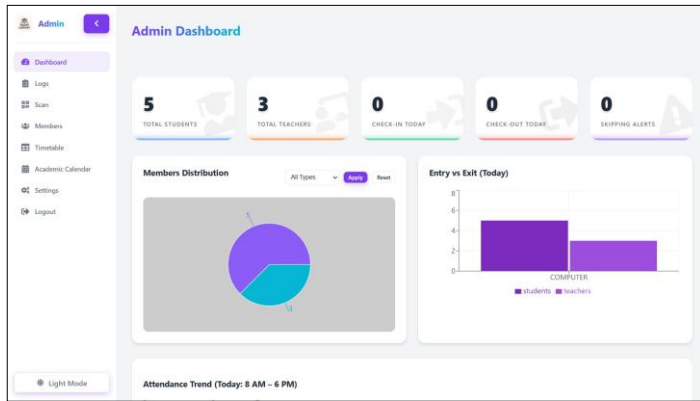 Admin
Dashboard
Logs
Scan
Members
Timetable
Academic Calendar
Settings
Logout
Light Mode
Admin Dashboard
5
TOTAL STUDENTS
3
TOTAL TEACHERS
0
CHECK-IN TODAY
0
CHECK-OUT TODAY
0
SKIPPING ALERTS
Members Distribution
All Types
Apply
Reset
5
3
Entry vs Exit (Today)
8
6
4
2
0
COMPUTER
students teachers
Attendance Trend (Today: 8 AM – 6 PM)